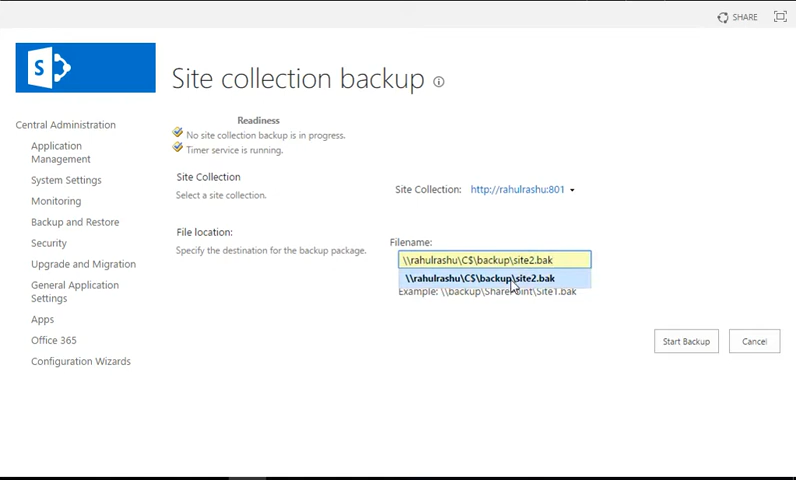 SHARE
S
Site collection backup
Central Administration
Application
Management
System Settings
Monitoring
Backup and Restore
Security
Upgrade and Migration
General Application
Settings
Apps
Office 365
Configuration Wizards
Readiness
No site collection backup is in progress.
Timer service is running.
Site Collection
Select a site collection.
Site Collection: http://rahulrashu:801
File location:
Specify the destination for the backup package.
Filename:
\\rahulrashu\C$\backup\site2.bak
\\rahulrashu\C$\backup\site2.bak
Example: \\backup\SharePoint\Site1.bak
Start Backup
Cancel